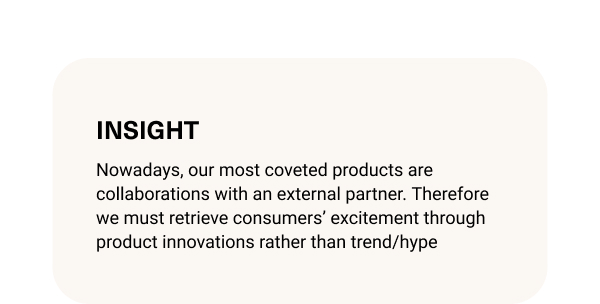 INSIGHT
Nowadays, our most coveted products are
collaborations with an external partner. Therefore
we must retrieve consumers’ excitement through
product innovations rather than trend/hype